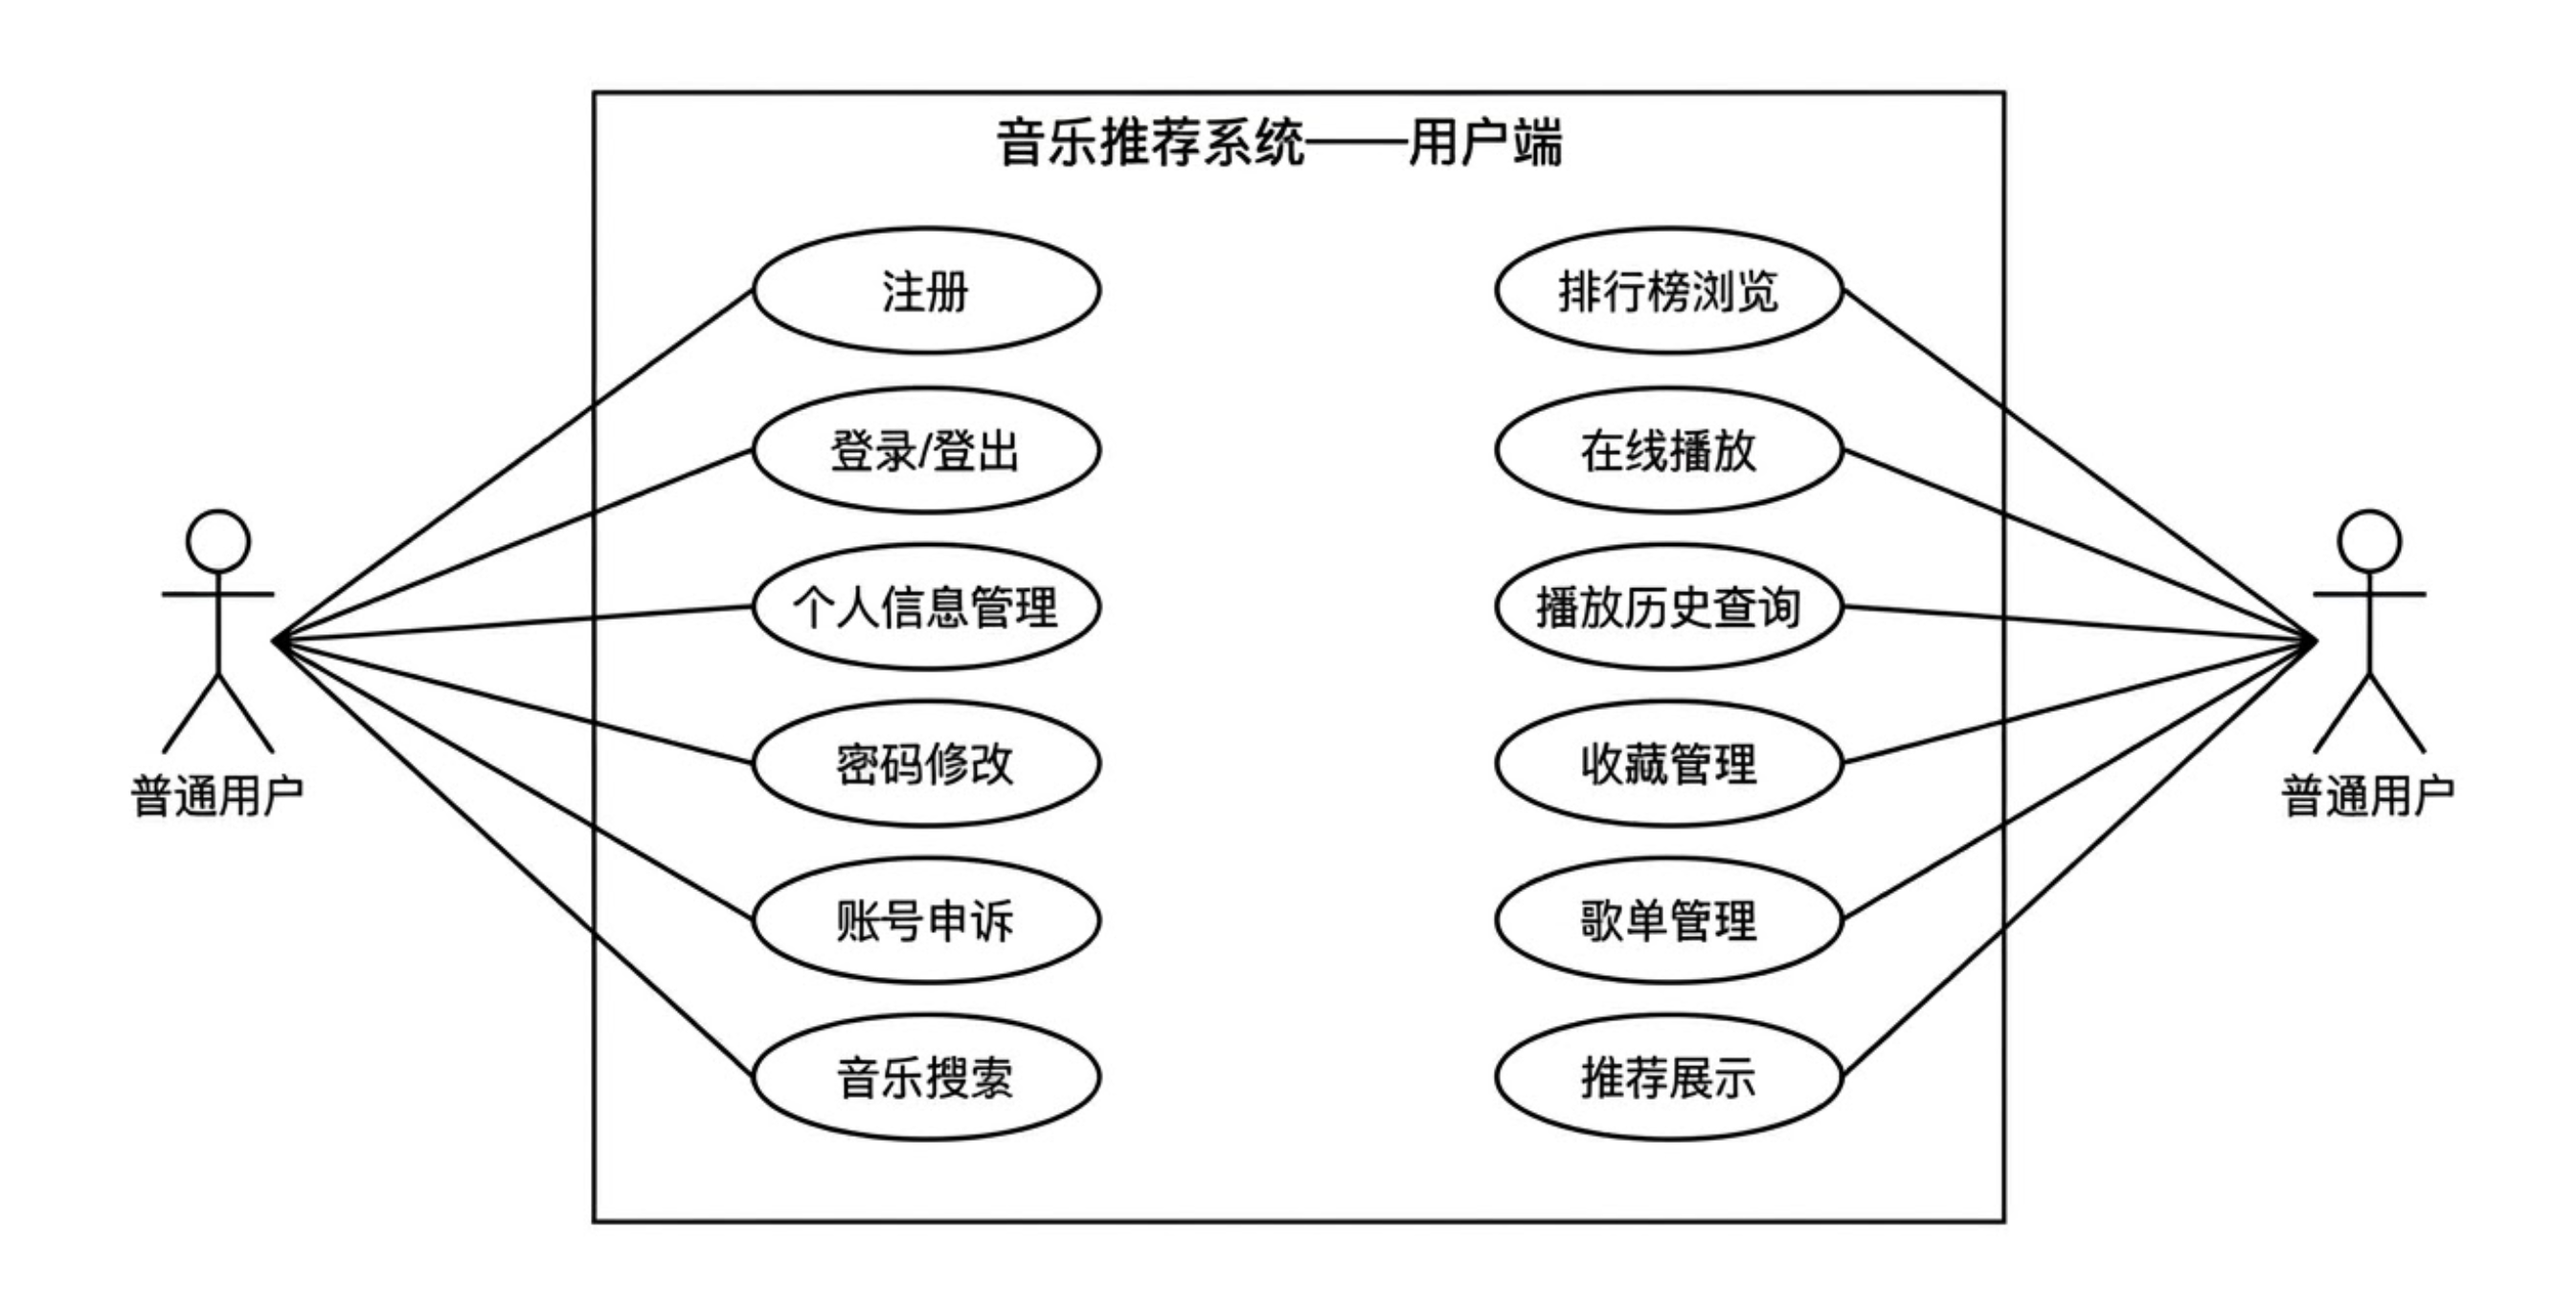 音乐推荐系统——用户端
注册
登录/登出
个人信息管理
密码修改
账号申诉
音乐搜索
排行榜浏览
在线播放
播放历史查询
收藏管理
歌单管理
推荐展示
普通用户
普通用户